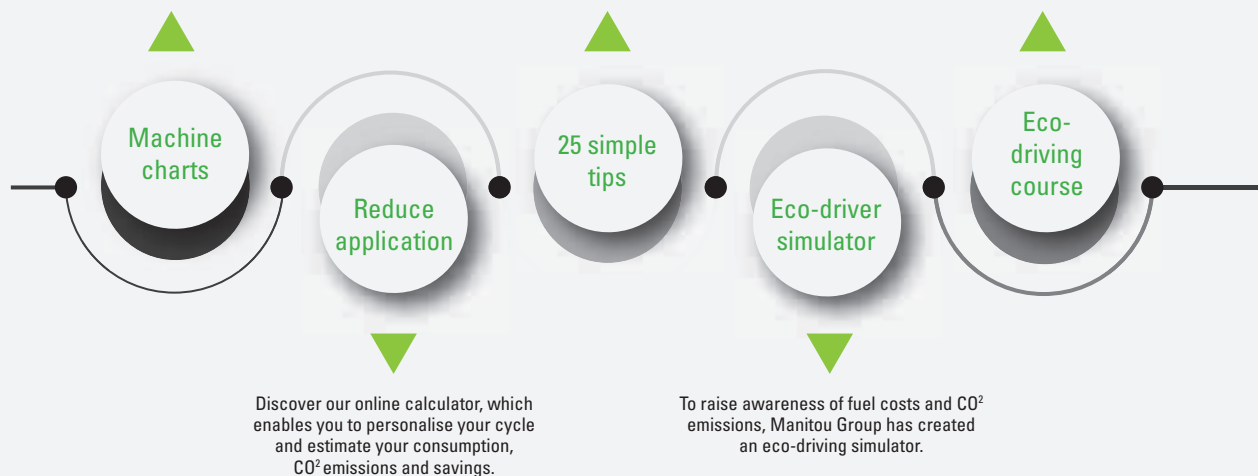 Machine
charts
Reduce
application
25 simple
tips
Eco-driver
simulator
Eco-
driving
course
Discover our online calculator, which
enables you to personalise your cycle
and estimate your consumption,
CO² emissions and savings.
To raise awareness of fuel costs and CO²
emissions, Manitou Group has created
an eco-driving simulator.